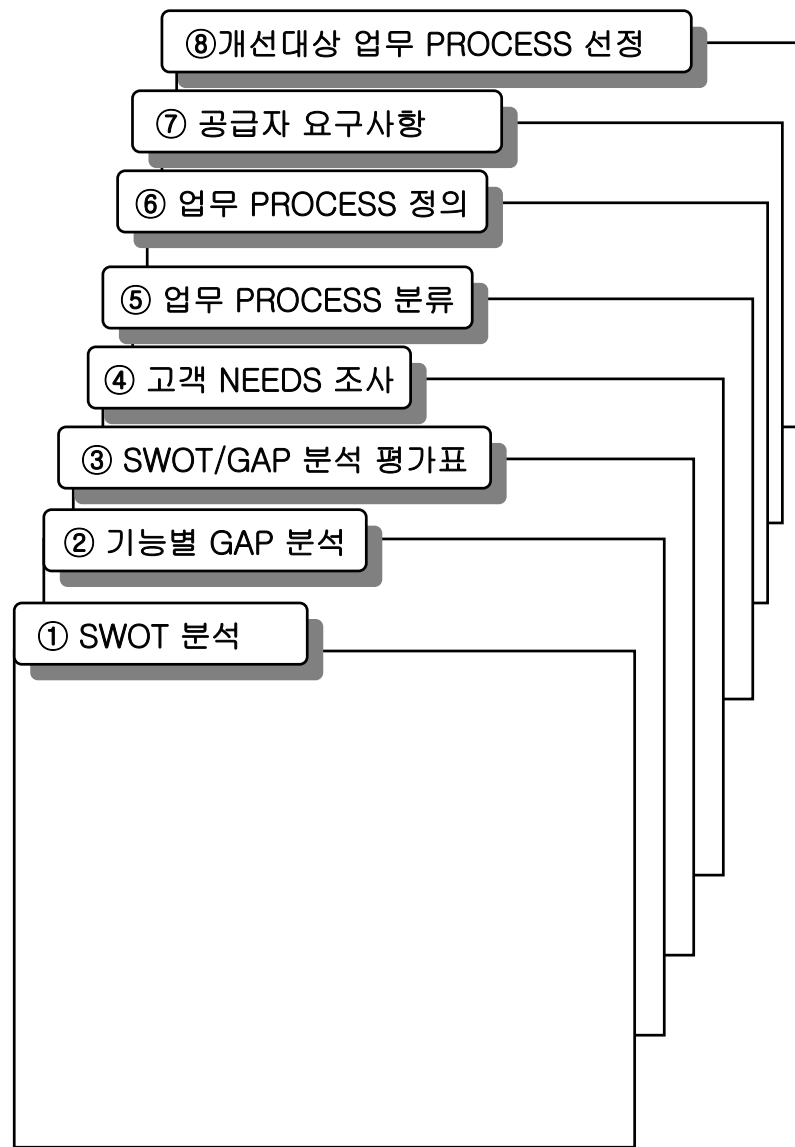 ⑧개선대상 업무 PROCESS 선정
⑦ 공급자 요구사항
⑥ 업무 PROCESS 정의
⑤ 업무 PROCESS 분류
④ 고객 NEEDS 조사
③ SWOT/GAP 분석 평가표
② 기능별 GAP 분석
① SWOT 분석